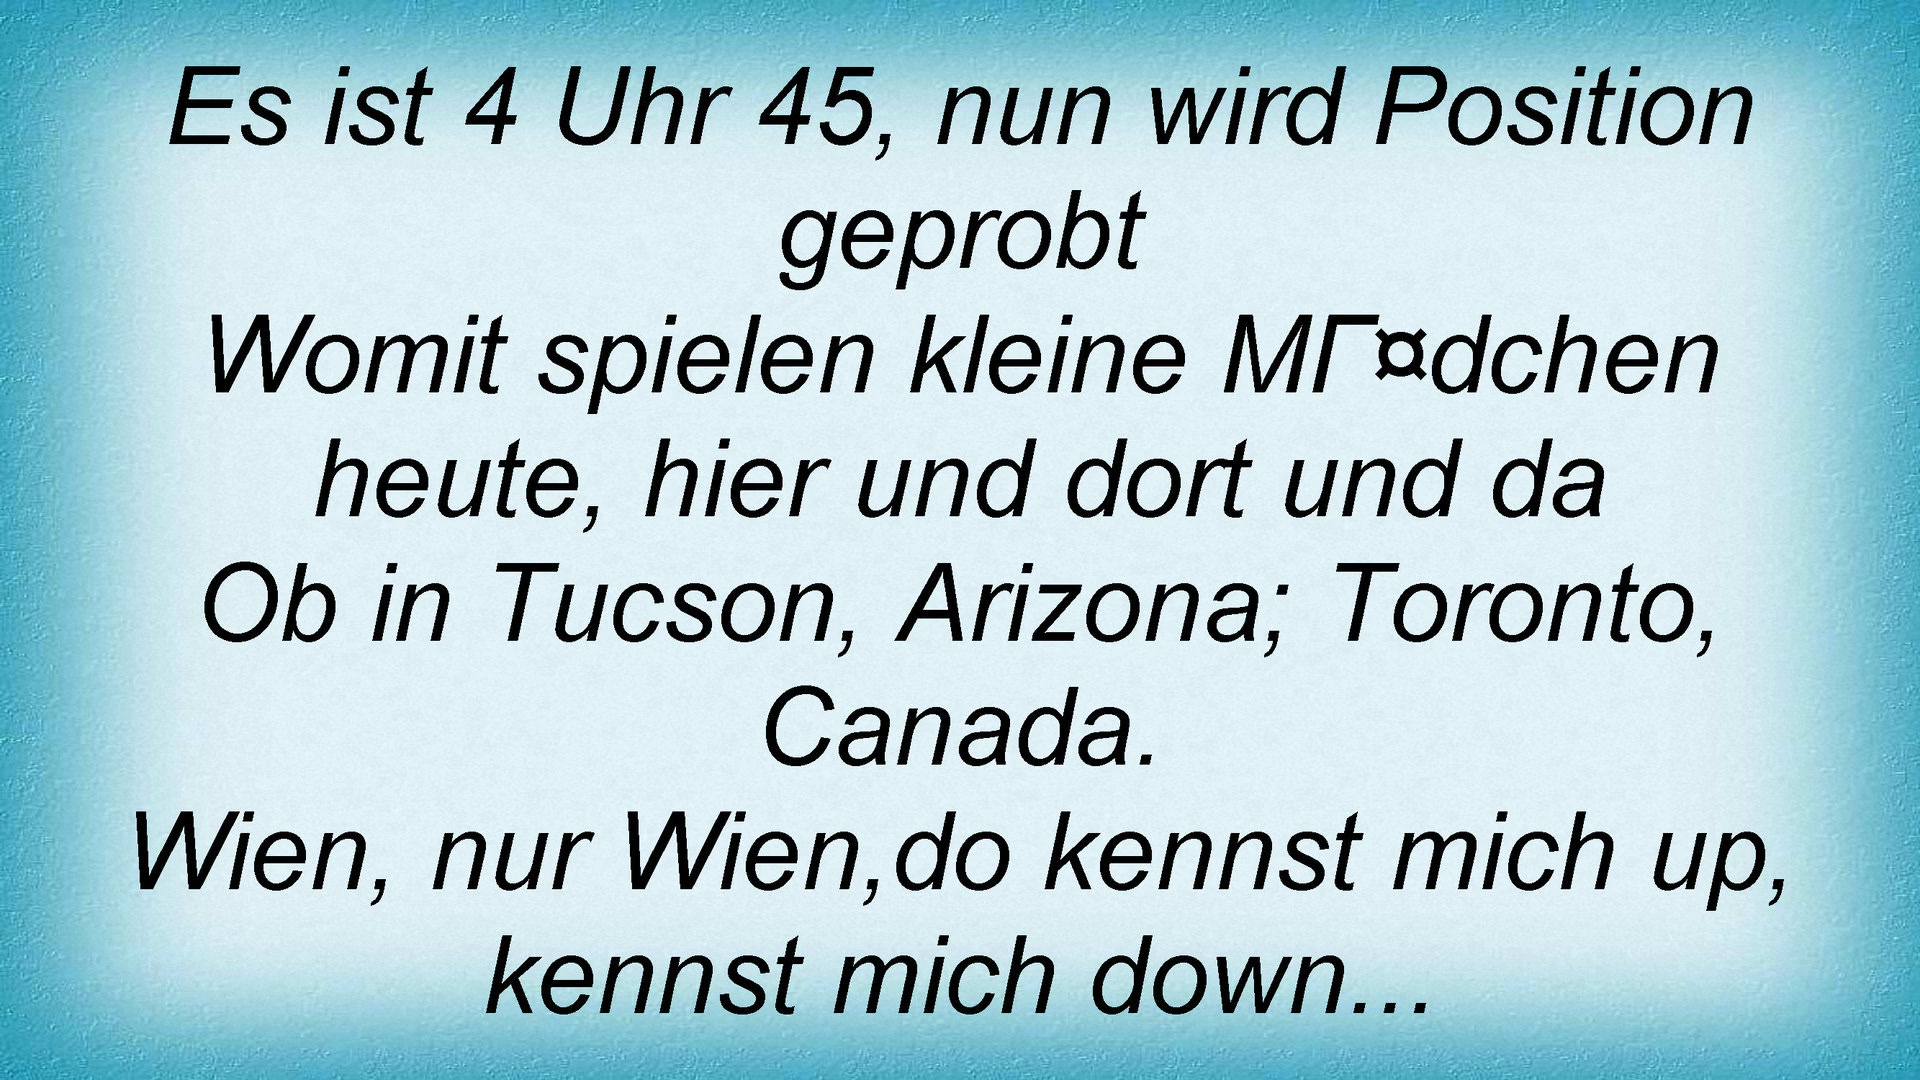 Es ist 4 Uhr 45, nun wird Position
geprobt
Womit spielen kleine MГ¤dchen
heute, hier und dort und da
Ob in Tucson, Arizona; Toronto,
Canada.
Wien, nur Wien,do kennst mich up,
kennst mich down...